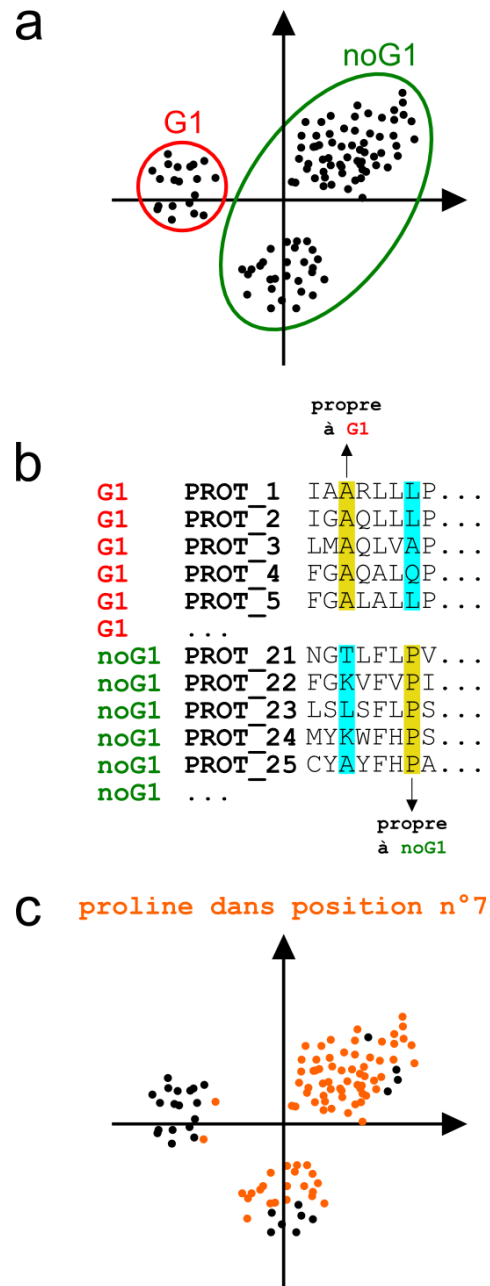 a
noG1
G1
propre
à G1
b
G1 PROT_1 IAARLLLP...
G1 PROT_2 IGAQLLLP...
G1 PROT_3 LMAQLVAP...
G1 PROT_4 FGAQALQP...
G1 PROT_5 FGALALLP...
G1 ...
noG1 PROT_21 NGTLFLPV...
noG1 PROT_22 FGKVFVPI...
noG1 PROT_23 LSLSFLPS...
noG1 PROT_24 MYKWFHPS...
noG1 PROT_25 CYAYFHPA...
noG1 ...
propre
à noG1
c proline dans position n°7